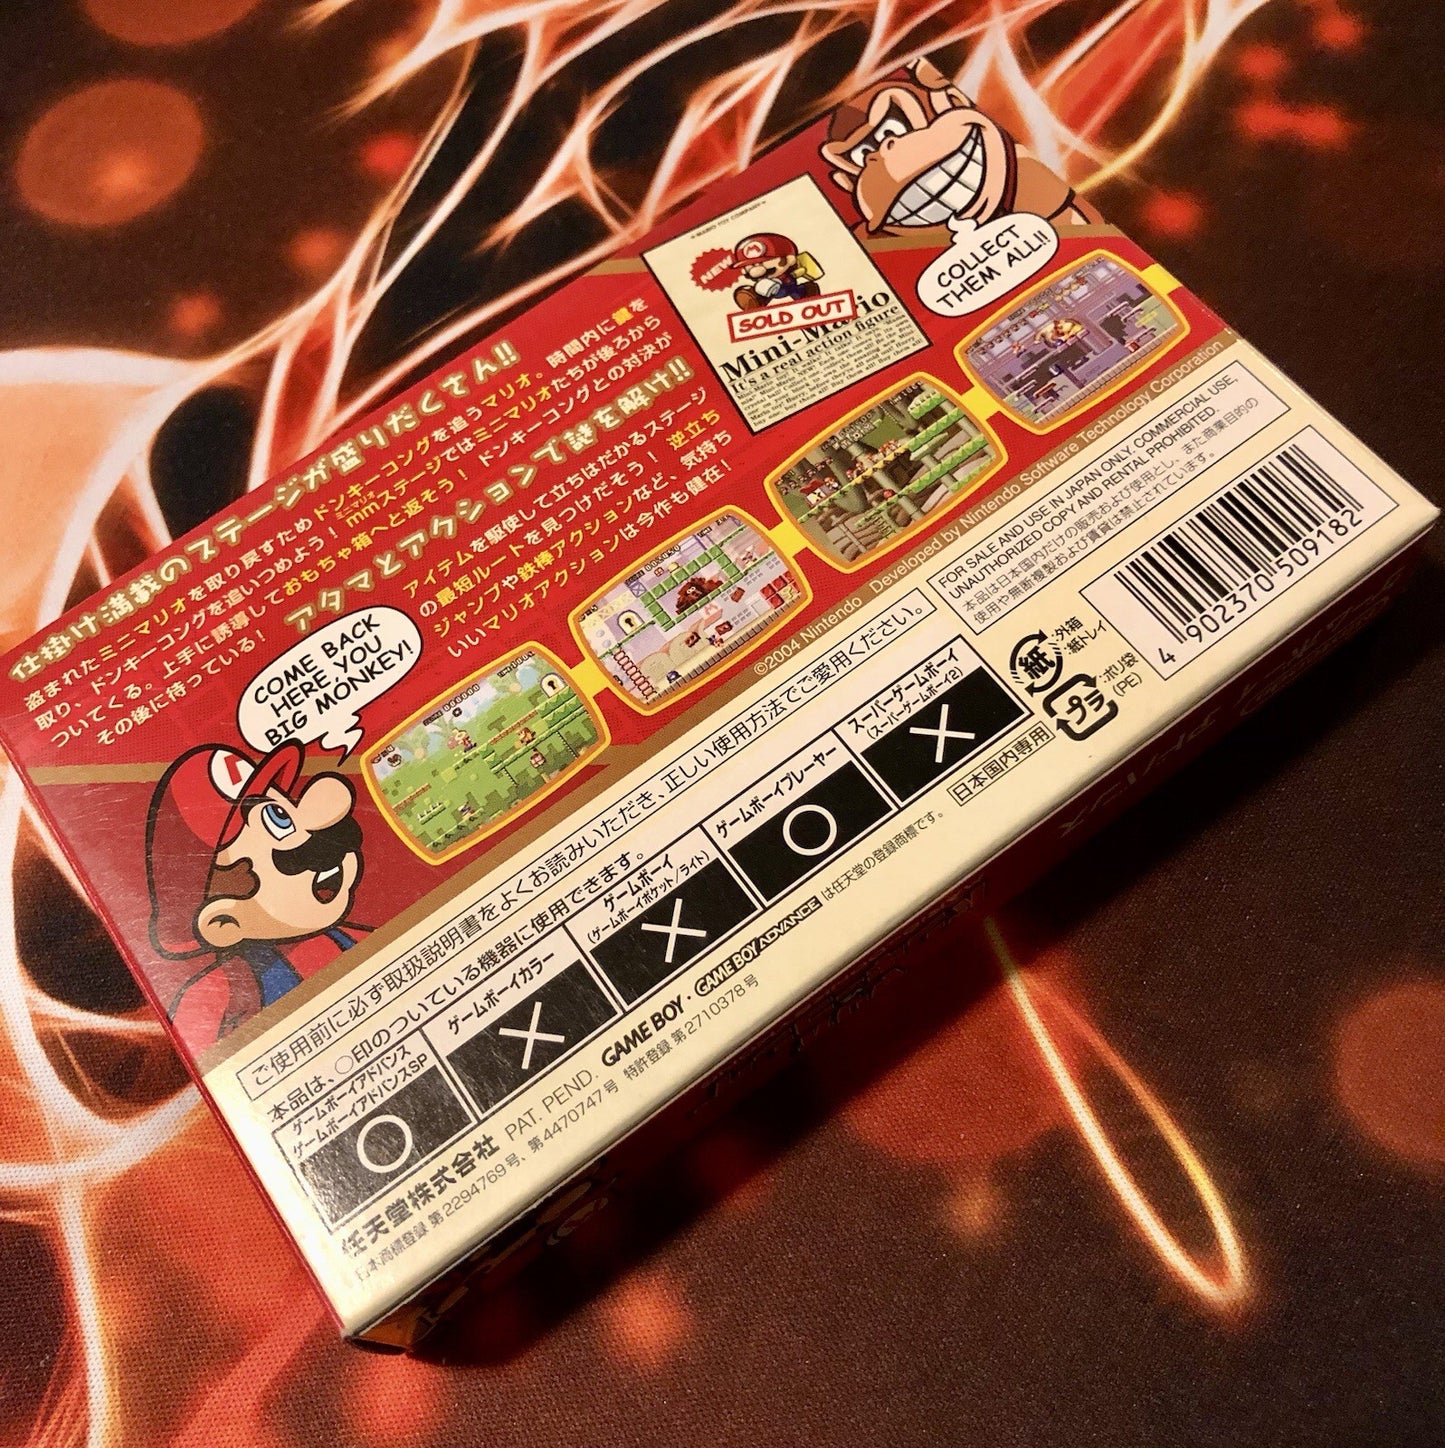 仕掛け満載のステージが盛りだくさん!!
盗まれたミニマリオを取り戻すためドンキーコングを追うマリオ。時間内に鍵を
取り、ドンキーコングを追いつめよう! mmステージではミニマリオたちが後ろから
ミニマリオ
ついてくる。上手に誘導しておもちゃ箱へと返そう! ドンキーコングとの対決が
その後に待っている!
アタマとアクションで謎を解け!!
アイテムを駆使して立ちはだかるステージ
の最短ルートを見つけだそう! 逆立ち
ジャンプや鉄棒アクションなど、気持ち
いいマリオアクションは今作も健在!
COME BACK
HERE, YOU
BIG MONKEY!
★MARIO TOY COMPANY★
NEW
SOLD OUT
Mini-Mario
It's a real action figure
COLLECT
THEM ALL!!
©2004 Nintendo Developed by Nintendo Software Technology Corporation
ご使用前に必ず取扱説明書をよくお読みいただき、正しい使用方法でご愛用ください。
本品は、○印のついている機器に使用できます。
ゲームボーイアドバンス
ゲームボーイアドバンスSP
○
ゲームボーイカラー
×
ゲームボーイ
(ゲームボーイポケット/ライト)
×
ゲームボーイプレーヤー
○
スーパーゲームボーイ
(スーパーゲームボーイ2)
×
FOR SALE AND USE IN JAPAN ONLY. COMMERCIAL USE,
UNAUTHORIZED COPY AND RENTAL PROHIBITED.
本品は日本国内だけの販売および使用とし、また商業目的の
使用や無断複製および賃貸は禁止されています。
紙
:外箱
紙トレイ
プラ
:ポリ袋
(PE)
日本国内専用
4 902370 509182
任天堂株式会社 PAT. PEND. GAME BOY・GAME BOY ADVANCE は任天堂の登録商標です。
日本商標登録 第2294769号、第4470747号 特許登録 第2710378号